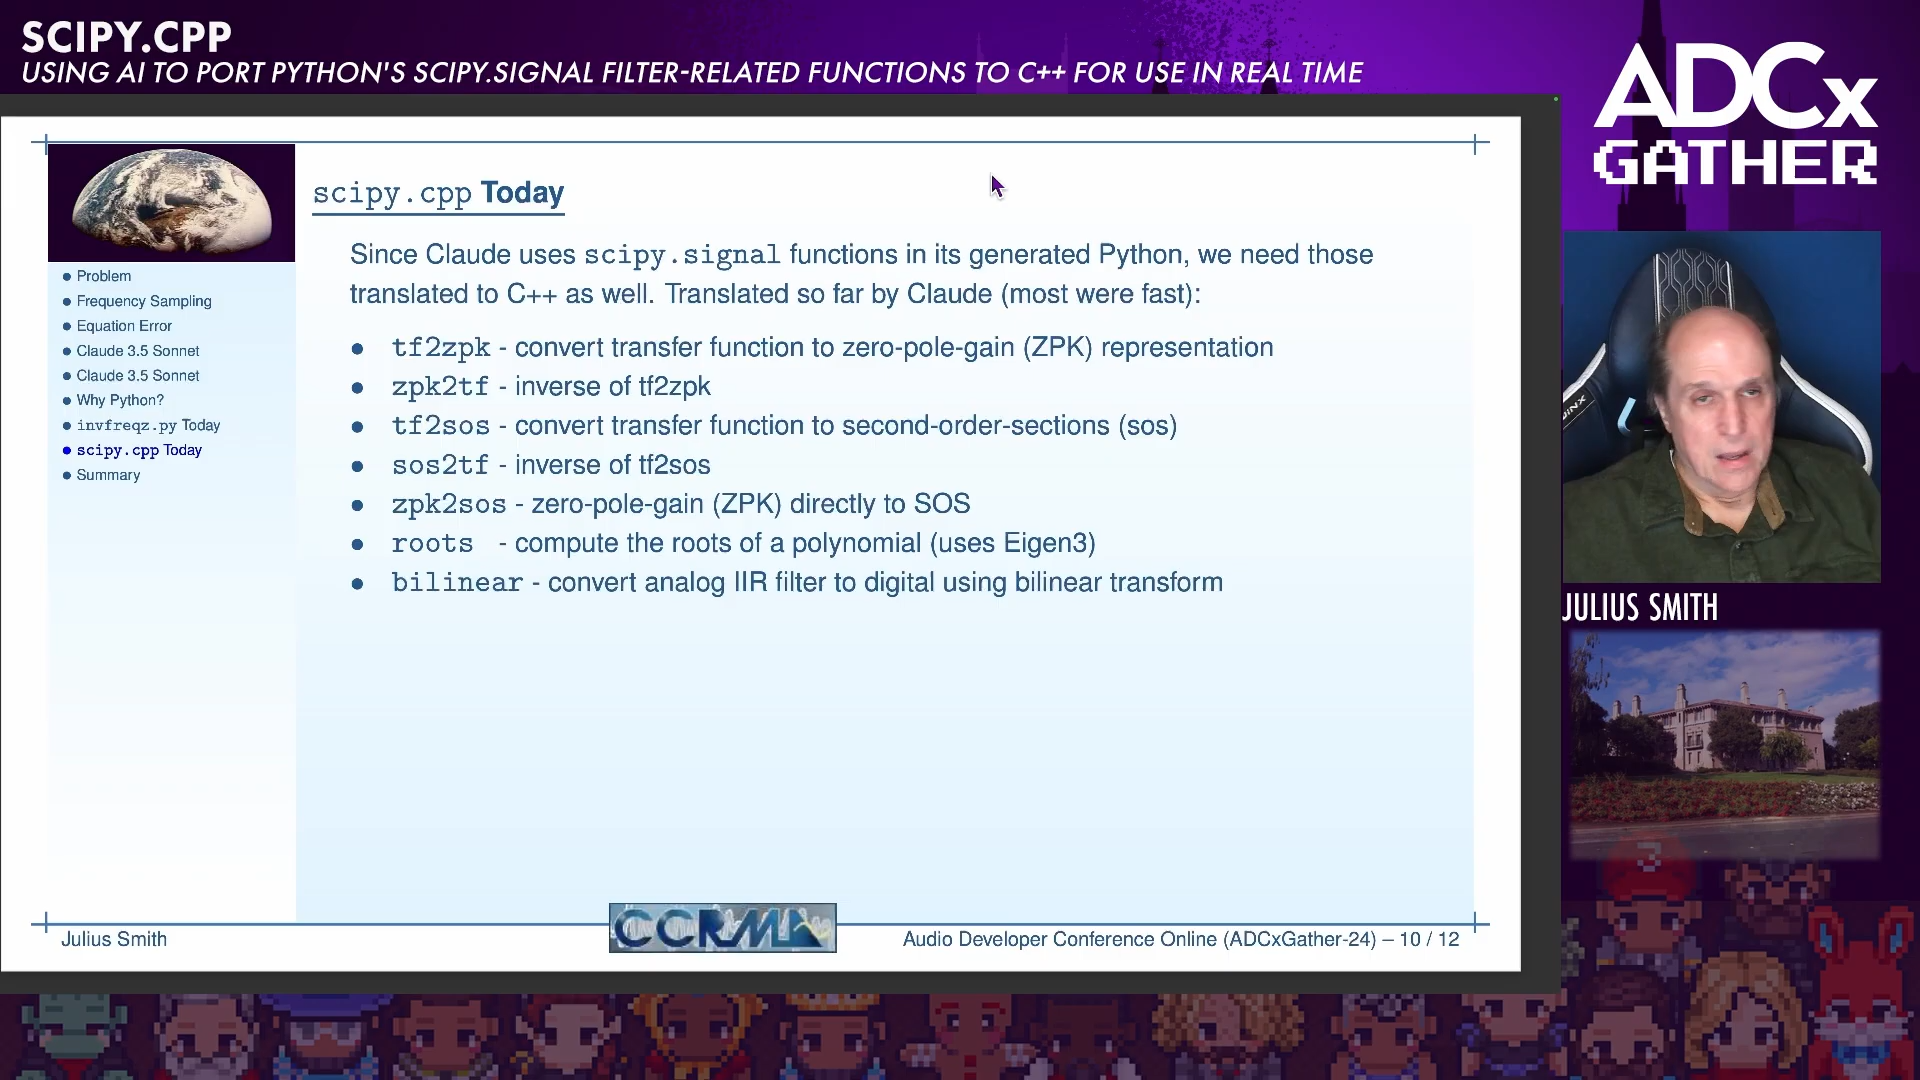 SCIPY.CPP
USING AI TO PORT PYTHON'S SCIPY.SIGNAL FILTER-RELATED FUNCTIONS TO C++ FOR USE IN REAL TIME
ADCx
GATHER
scipy.cpp Today
Since Claude uses scipy.signal functions in its generated Python, we need those
translated to C++ as well. Translated so far by Claude (most were fast):
• tf2zpk - convert transfer function to zero-pole-gain (ZPK) representation
• zpk2tf - inverse of tf2zpk
• tf2sos - convert transfer function to second-order-sections (sos)
• sos2tf - inverse of tf2sos
• zpk2sos - zero-pole-gain (ZPK) directly to SOS
• roots - compute the roots of a polynomial (uses Eigen3)
• bilinear - convert analog IIR filter to digital using bilinear transform
• Problem
• Frequency Sampling
• Equation Error
• Claude 3.5 Sonnet
• Claude 3.5 Sonnet
• Why Python?
• invfreqz.py Today
• scipy.cpp Today
• Summary
Julius Smith
CCRMA
Audio Developer Conference Online (ADCxGather-24) – 10 / 12
JULIUS SMITH